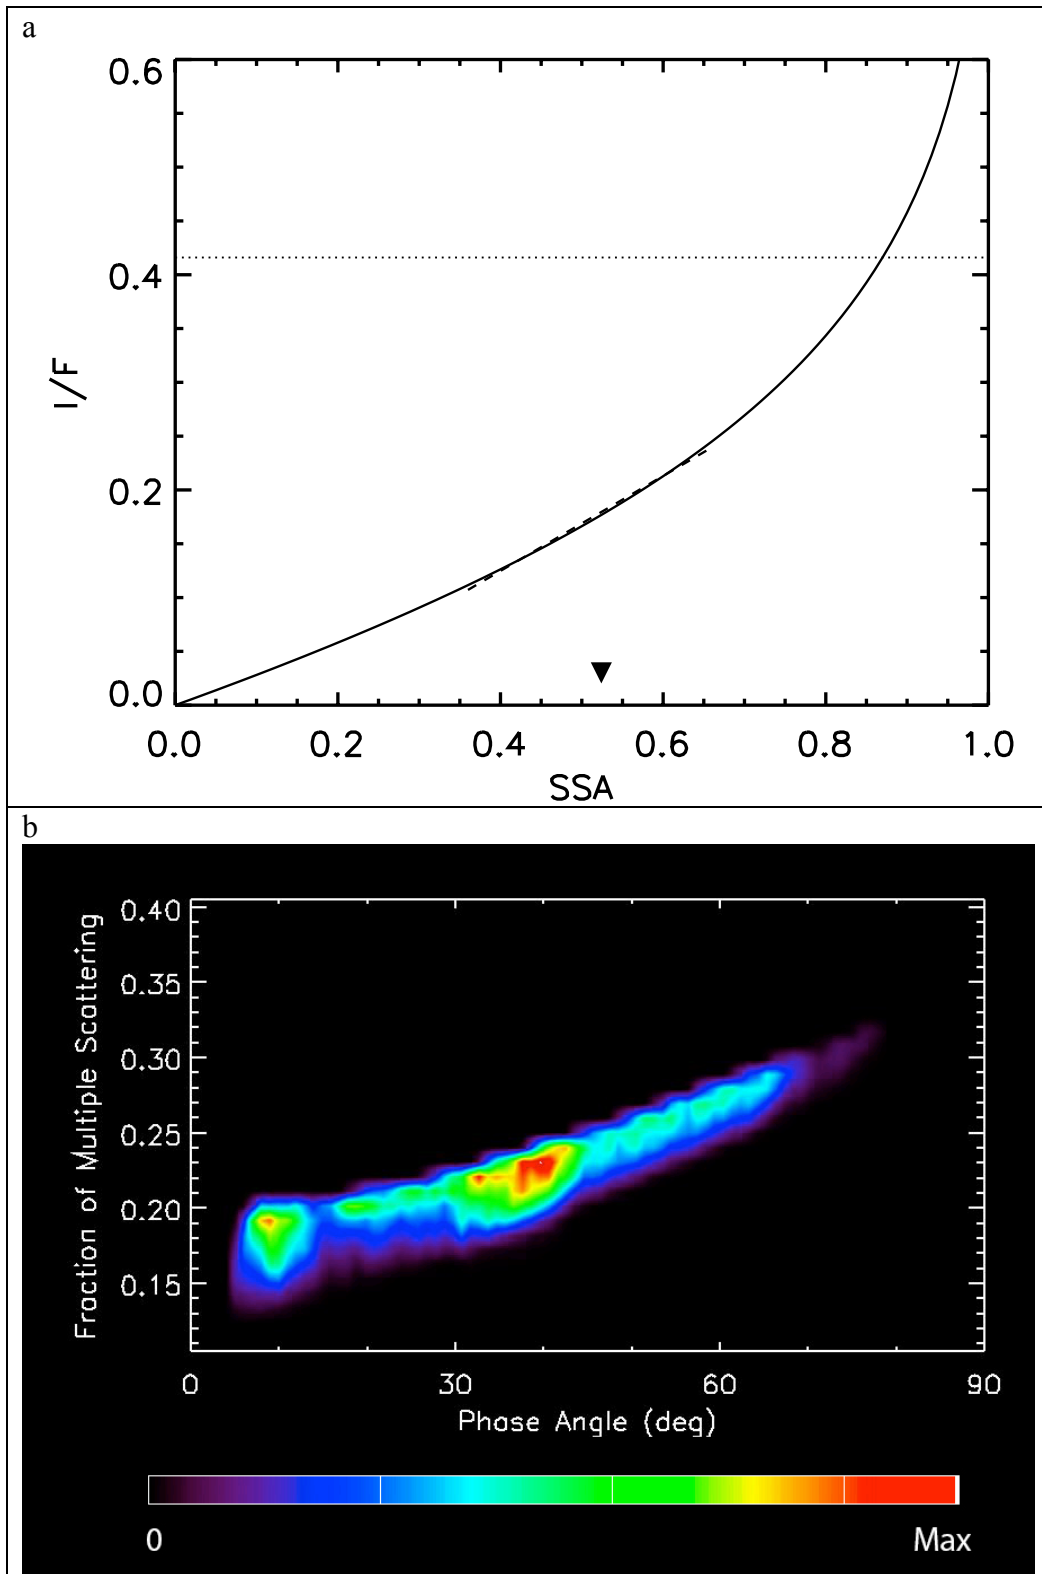 a
0.6
0.4
0.2
0.0
I/F
0.0 0.2 0.4 0.6 0.8 1.0
SSA
b
0.40
0.35
0.30
0.25
0.20
0.15
Fraction of Multiple Scattering
0 30 60 90
Phase Angle (deg)
0 Max